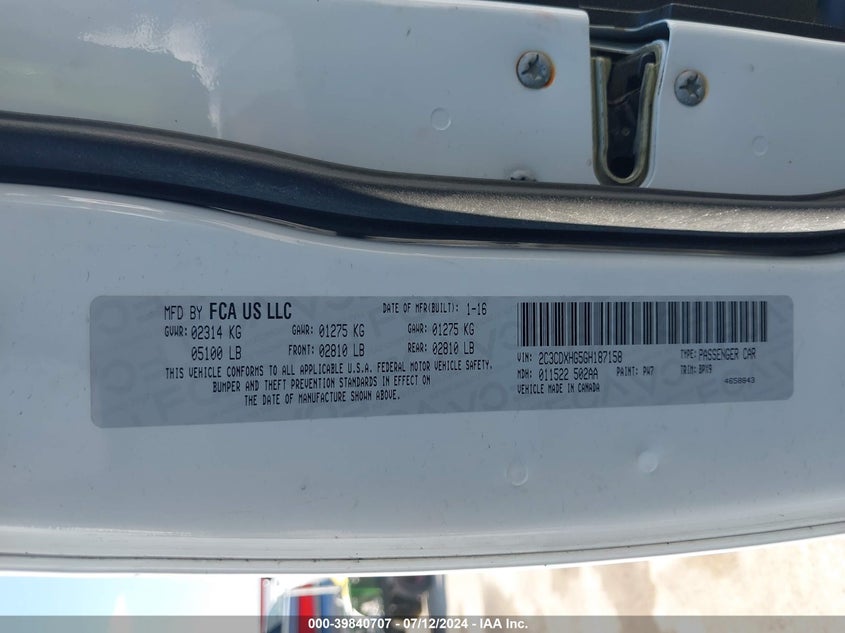 MFD BY FCA US LLC DATE OF MFR(BUILT): 1-16
GVWR: 02314 KG GAWR: 01275 KG GAWR: 01275 KG
05100 LB FRONT: 02810 LB REAR: 02810 LB
THIS VEHICLE CONFORMS TO ALL APPLICABLE U.S.A. FEDERAL MOTOR VEHICLE SAFETY,
BUMPER AND THEFT PREVENTION STANDARDS IN EFFECT ON
THE DATE OF MANUFACTURE SHOWN ABOVE.
VIN: 2C3CDXHG5GH187158 TYPE: PASSENGER CAR
MDH: 011522 502AA PAINT: PW7 TRIM: BPX9
VEHICLE MADE IN CANADA 4658843
000-39840707 - 07/12/2024 - IAA Inc.